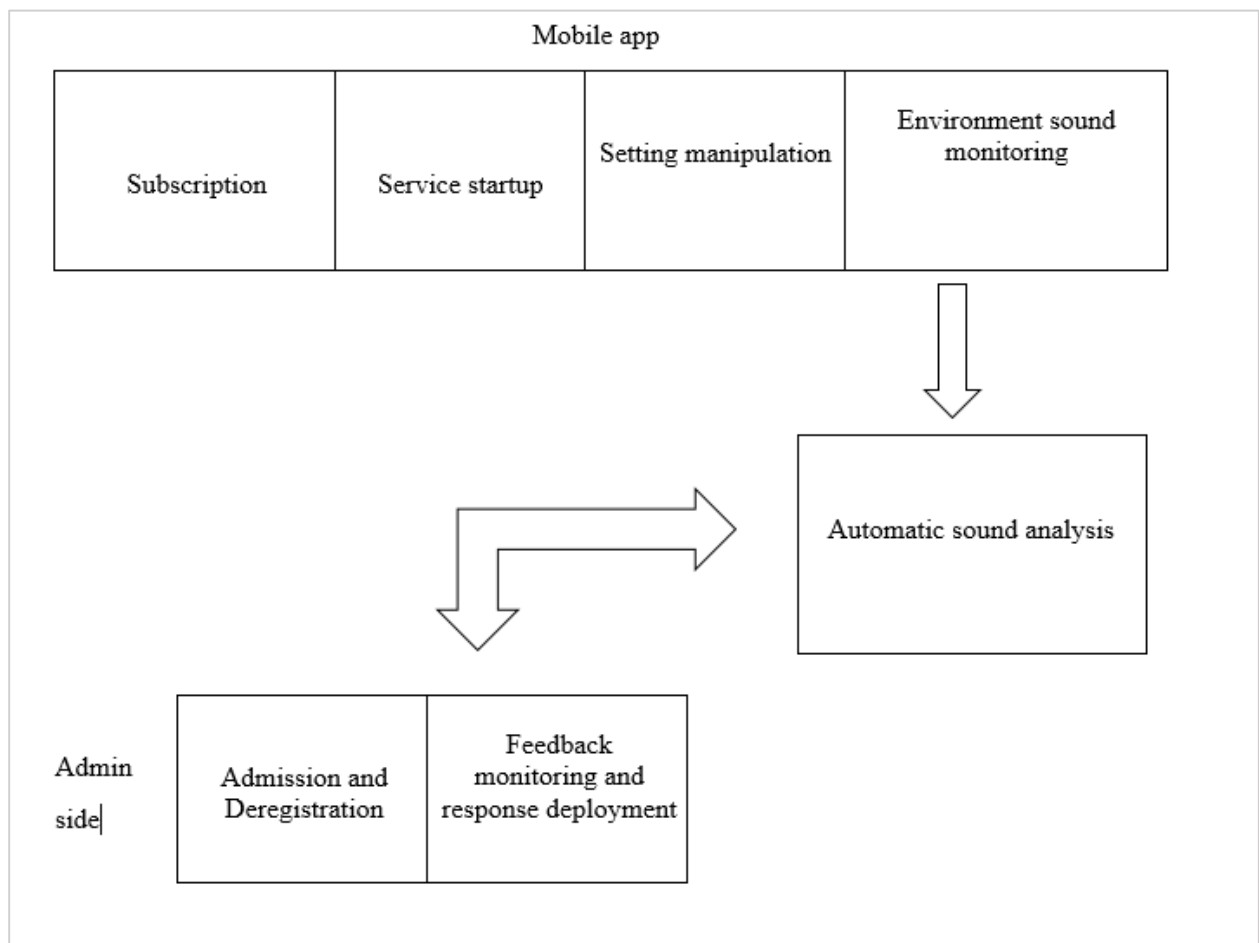 Mobile app
Subscription
Service startup
Setting manipulation
Environment sound
monitoring
Automatic sound analysis
Admin
side
Admission and
Deregistration
Feedback
monitoring and
response deployment